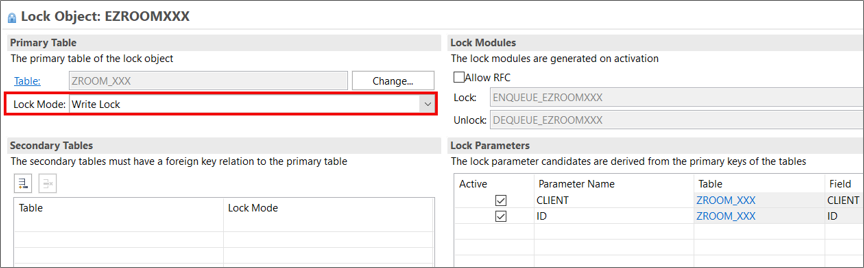 Lock Object: EZROOMXXX
Primary Table
The primary table of the lock object
Table: ZROOM_XXX Change...
Lock Mode: Write Lock
Secondary Tables
The secondary tables must have a foreign key relation to the primary table
Table Lock Mode
Lock Modules
The lock modules are generated on activation
Allow RFC
Lock: ENQUEUE_EZROOMXXX
Unlock: DEQUEUE_EZROOMXXX
Lock Parameters
The lock parameter candidates are derived from the primary keys of the tables
Active Parameter Name Table Field
CLIENT ZROOM_XXX CLIENT
ID ZROOM_XXX ID